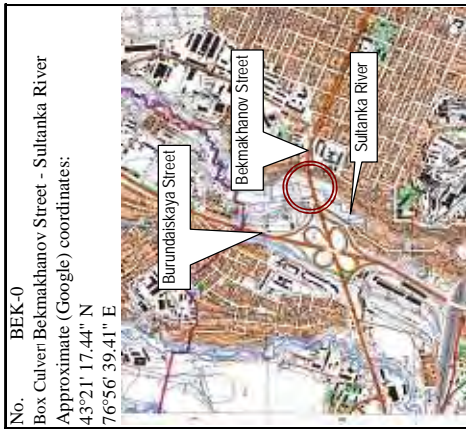 No. BEK-0
Box Culvert Bekmakhanov Street - Sultanka River
Approximate (Google) coordinates:
43°21' 17.44" N
76°56' 39.41" E
Burundaiskaya Street
Bekmakhanov Street
Sultanka River